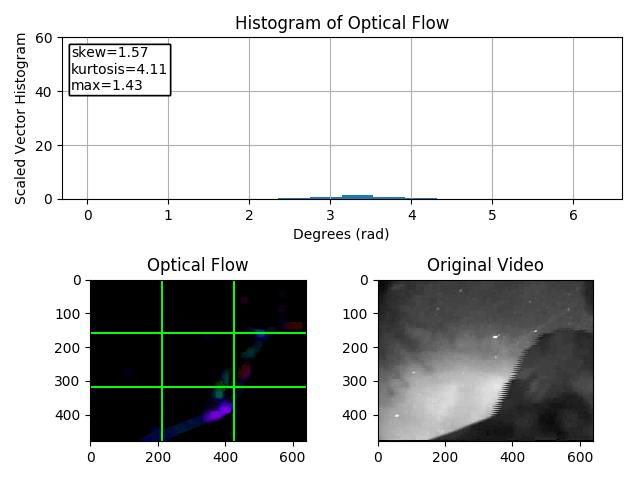 Histogram of Optical Flow
Scaled Vector Histogram
60
40
20
0
skew=1.57
kurtosis=4.11
max=1.43
0 1 2 3 4 5 6
Degrees (rad)
Optical Flow
0
100
200
300
400
0 200 400 600
Original Video
0
100
200
300
400
0 200 400 600